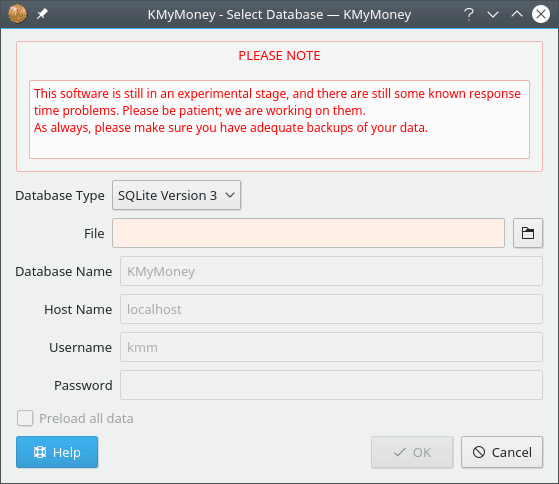 KMyMoney - Select Database — KMyMoney
PLEASE NOTE
This software is still in an experimental stage, and there are still some known response
time problems. Please be patient; we are working on them.
As always, please make sure you have adequate backups of your data.
Database Type SQLite Version 3
File
Database Name KMyMoney
Host Name localhost
Username kmm
Password
Preload all data
Help OK Cancel